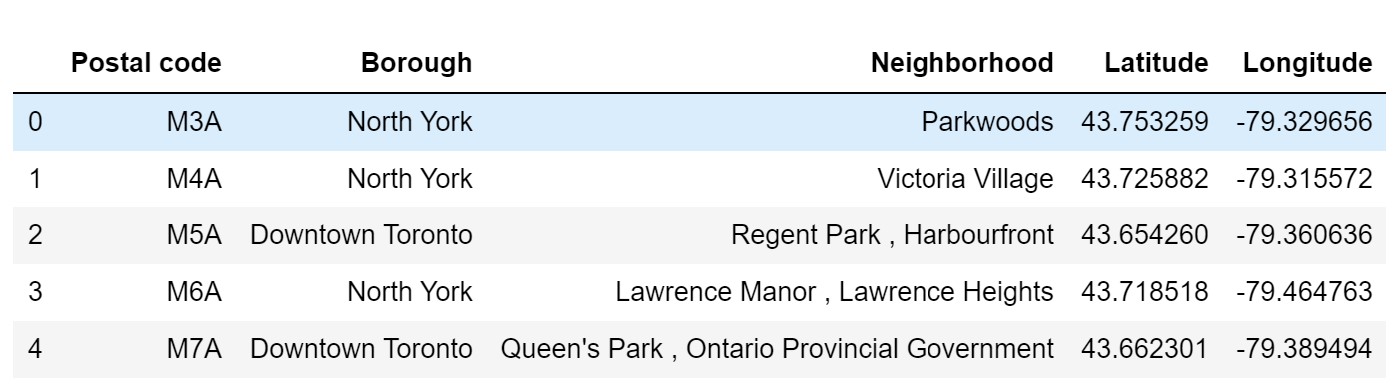 Postal code Borough Neighborhood Latitude Longitude
0 M3A North York Parkwoods 43.753259 -79.329656
1 M4A North York Victoria Village 43.725882 -79.315572
2 M5A Downtown Toronto Regent Park , Harbourfront 43.654260 -79.360636
3 M6A North York Lawrence Manor , Lawrence Heights 43.718518 -79.464763
4 M7A Downtown Toronto Queen's Park , Ontario Provincial Government 43.662301 -79.389494